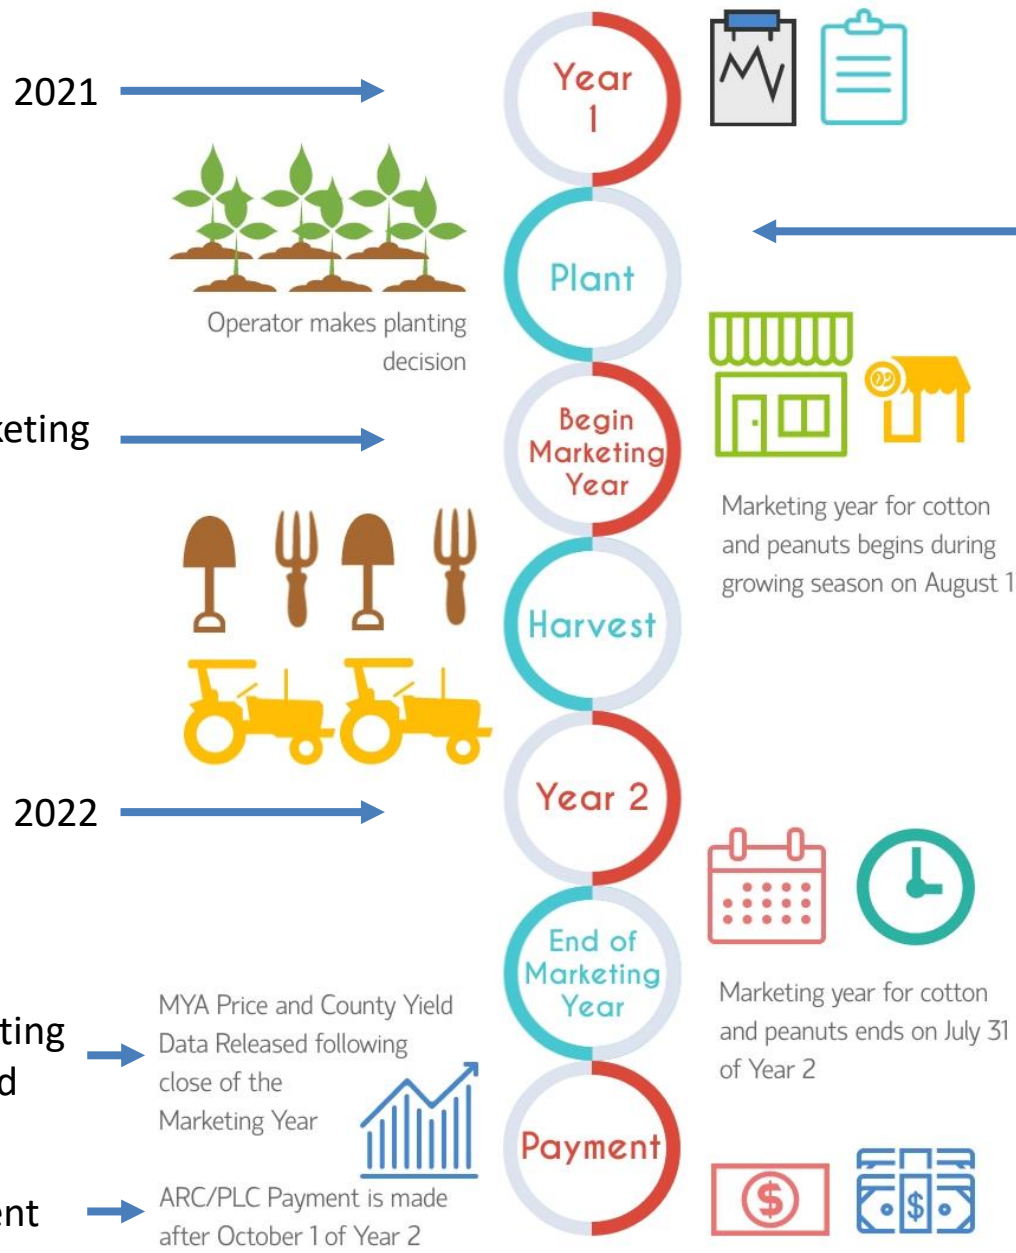 2021
Year
1
Plant
Operator makes planting
decision
Begin
Marketing
Year
Marketing year for cotton
and peanuts begins during
growing season on August 1
Harvest
2022
Year 2
End of
Marketing
Year
Marketing year for cotton
and peanuts ends on July 31
of Year 2
MYA Price and County Yield
Data Released following
close of the
Marketing Year
Payment
ARC/PLC Payment is made
after October 1 of Year 2
$
$